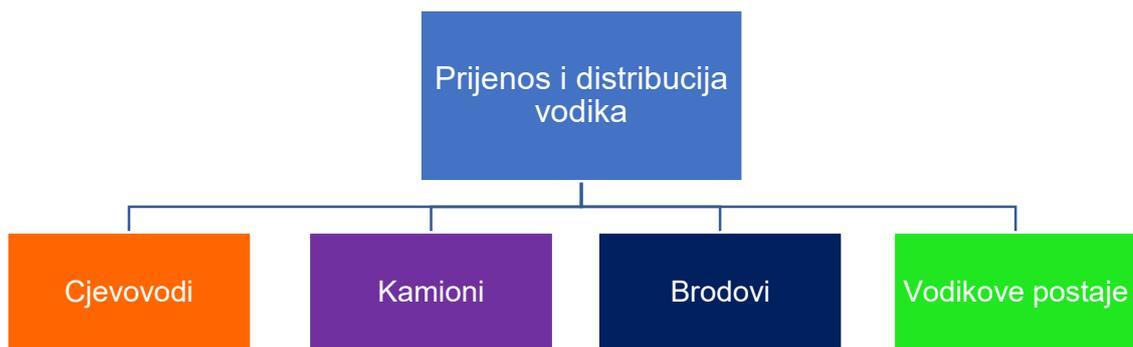 Prijenos i distribucija
vodika
Cjevovodi
Kamioni
Brodovi
Vodikove postaje